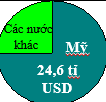 Các nước
khác
Mỹ
24,6 tỉ
USD